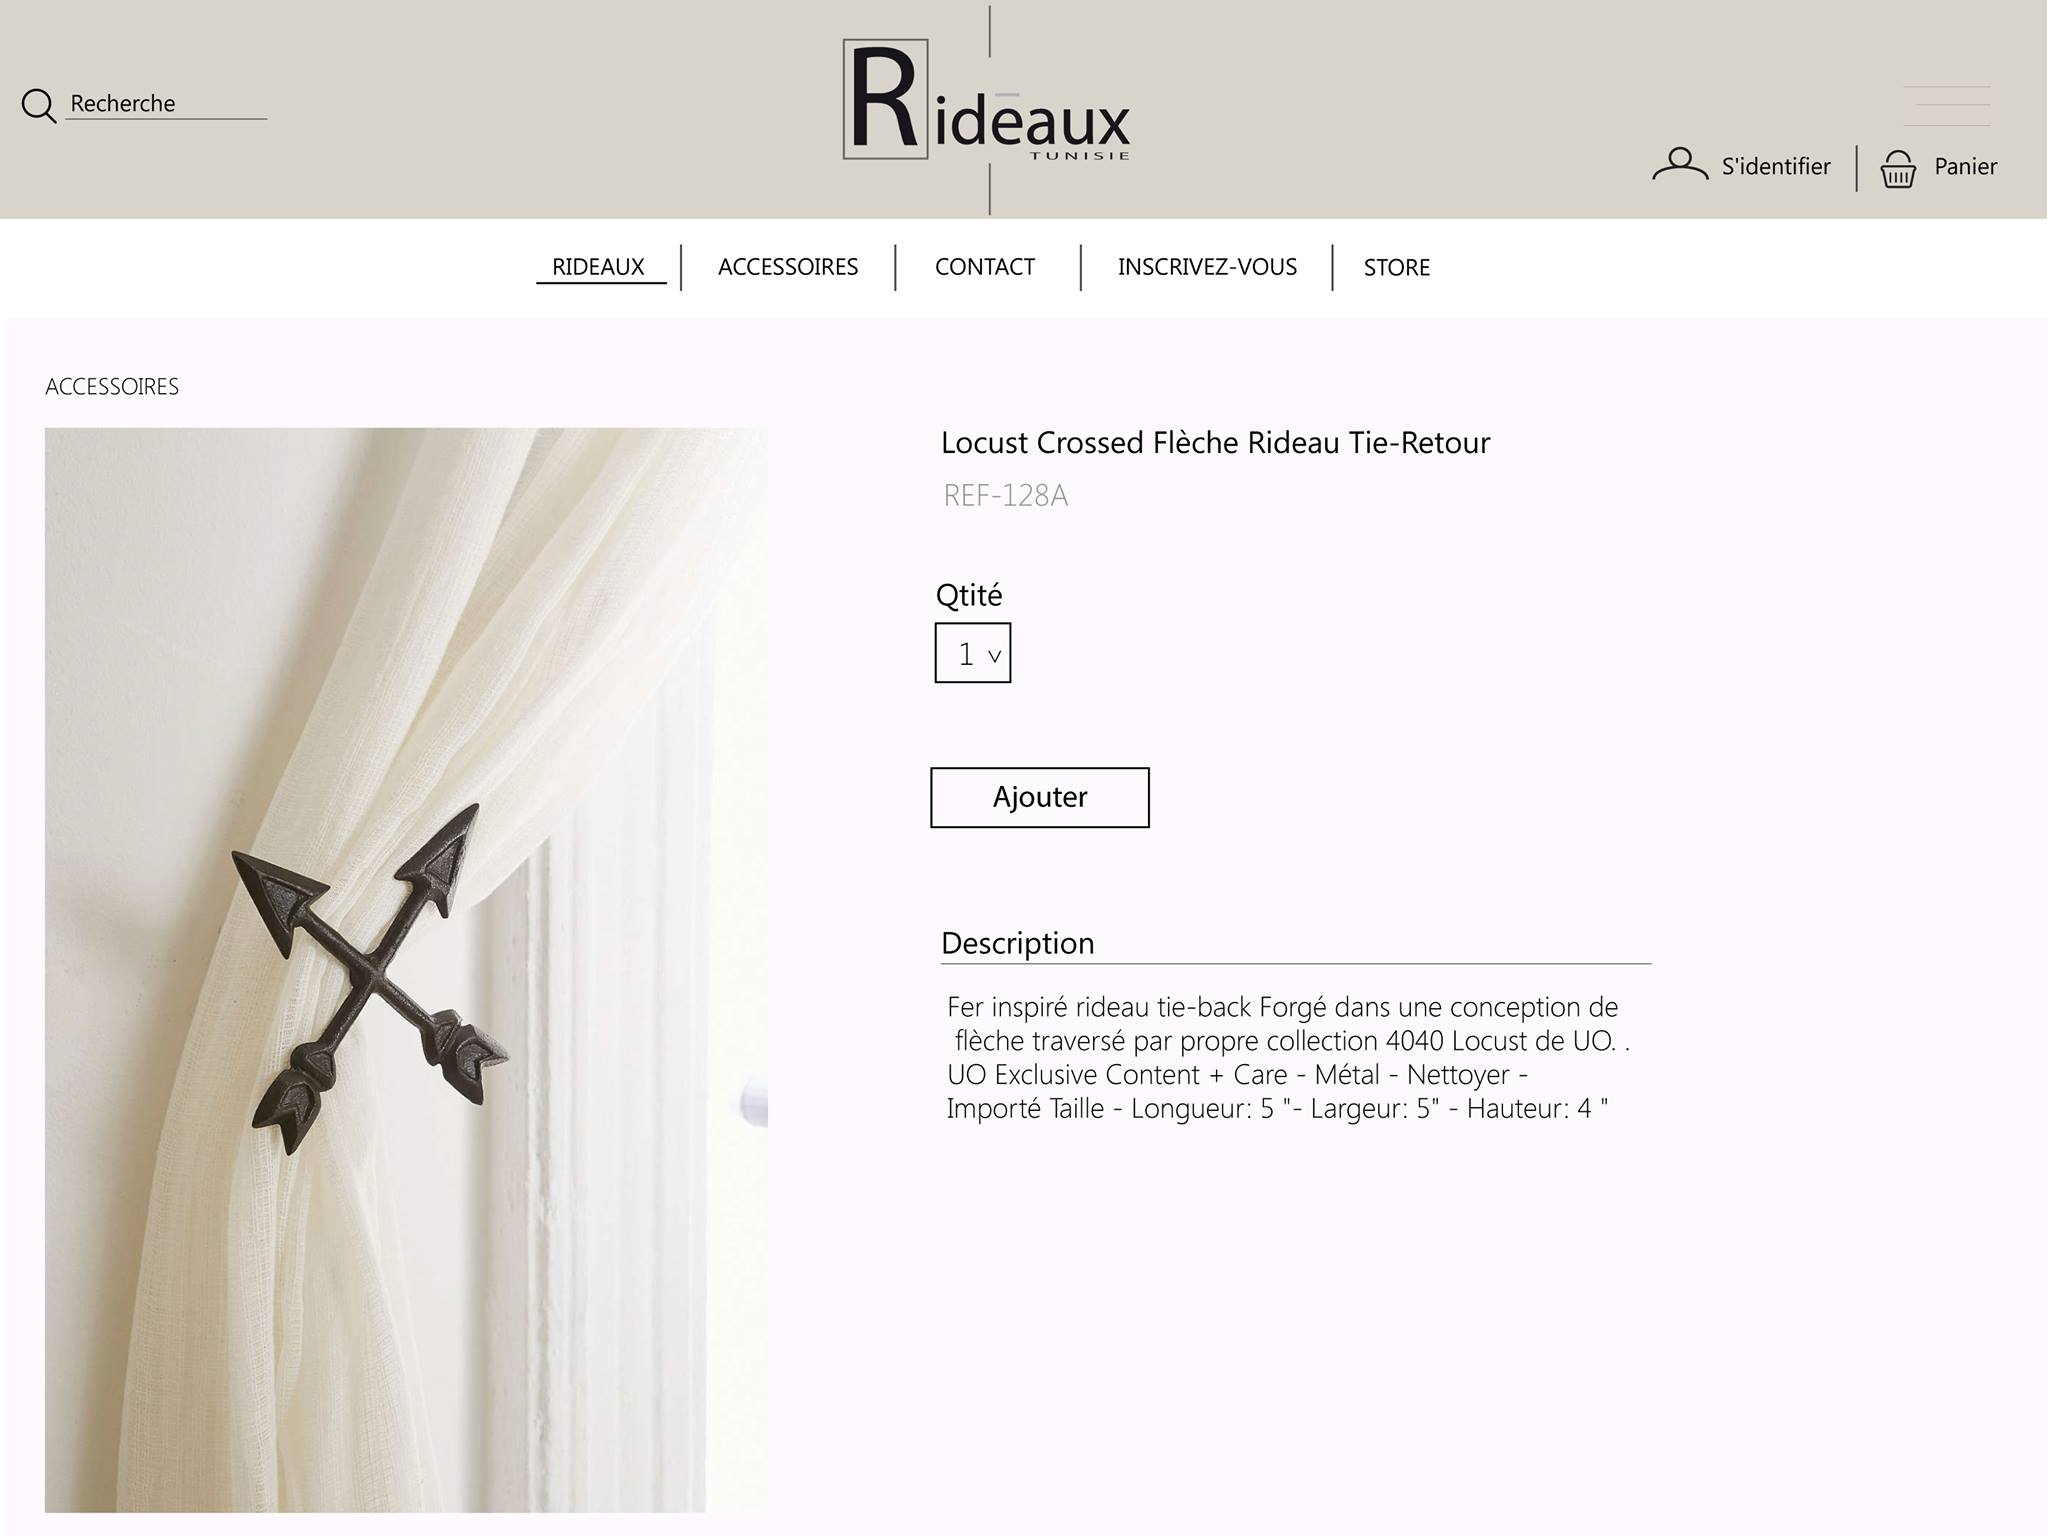 Recherche
Rideaux
TUNISIE
S'identifier
Panier
RIDEAUX
ACCESSOIRES
CONTACT
INSCRIVEZ-VOUS
STORE
ACCESSOIRES
Locust Crossed Flèche Rideau Tie-Retour
REF-128A
Qtité
1
Ajouter
Description
Fer inspiré rideau tie-back Forgé dans une conception de
flèche traversé par propre collection 4040 Locust de UO. .
UO Exclusive Content + Care - Métal - Nettoyer -
Importé Taille - Longueur: 5 "- Largeur: 5" - Hauteur: 4 "